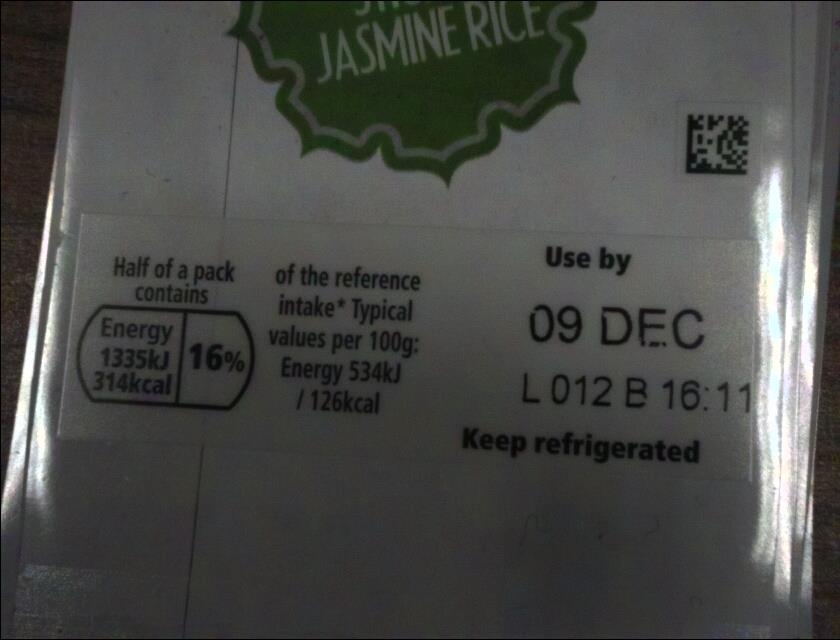 JASMINE RICE
Half of a pack
contains
Energy
1335kJ
314kcal
16%
of the reference
intake* Typical
values per 100g:
Energy 534kJ
/ 126kcal
Use by
09 DEC
L 012 B 16:11
Keep refrigerated